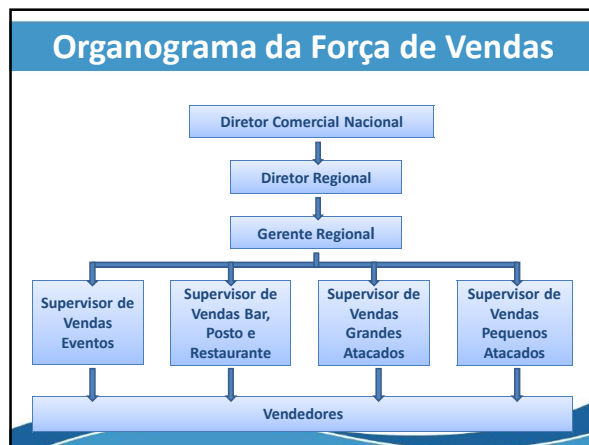 Organograma da Força de Vendas
Diretor Comercial Nacional
Diretor Regional
Gerente Regional
Supervisor de
Vendas
Eventos
Supervisor de
Vendas Bar,
Posto e
Restaurante
Supervisor de
Vendas
Grandes
Atacados
Supervisor de
Vendas
Pequenos
Atacados
Vendedores